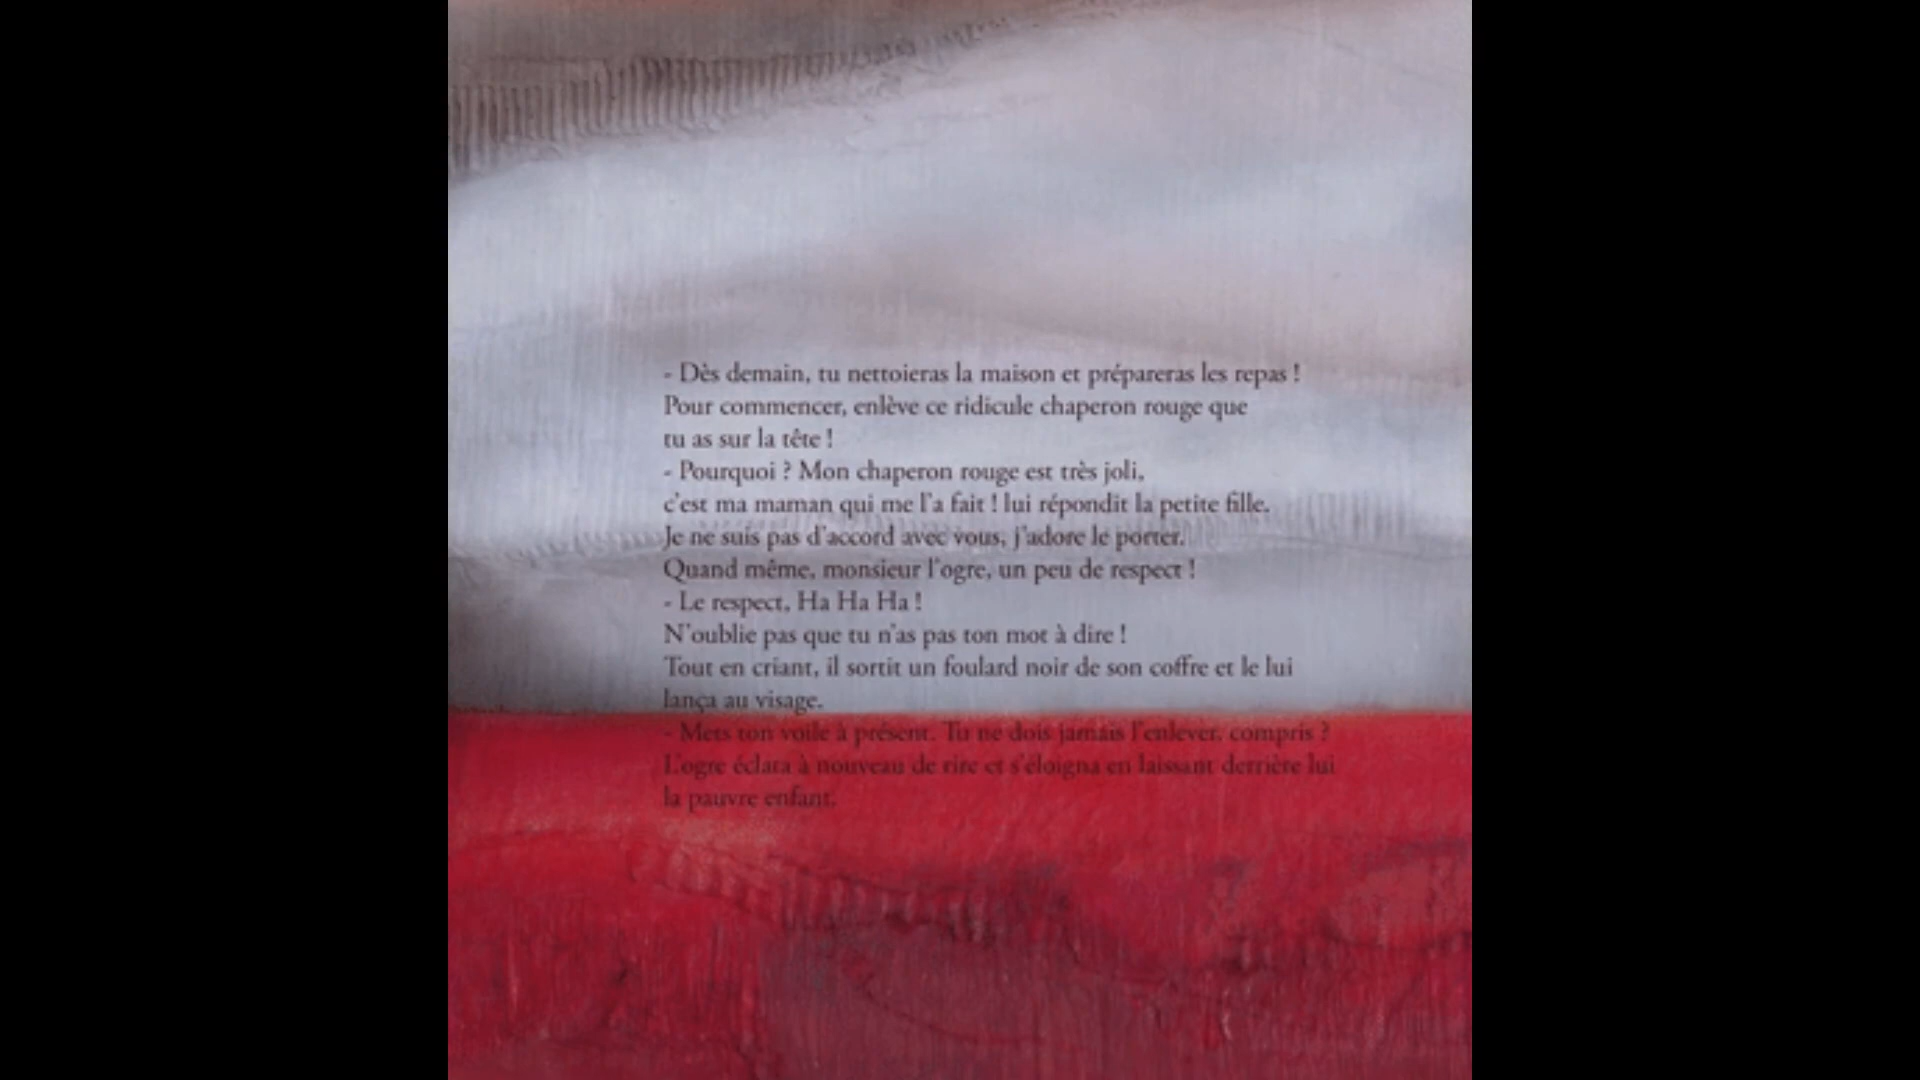 - Dès demain, tu nettoieras la maison et prépareras les repas !
Pour commencer, enlève ce ridicule chaperon rouge que
tu as sur la tête !
- Pourquoi ? Mon chaperon rouge est très joli,
c'est ma maman qui me l'a fait ! lui répondit la petite fille.
Je ne suis pas d'accord avec vous, j'adore le porter.
Quand même, monsieur l'ogre, un peu de respect !
- Le respect, Ha Ha Ha !
N'oublie pas que tu n'as pas ton mot à dire !
Tout en criant, il sortit un foulard noir de son coffre et le lui
lança au visage.
- Mets ton voile à présent. Tu ne dois jamais l'enlever, compris ?
L'ogre éclata à nouveau de rire et s'éloigna en laissant derrière lui
la pauvre enfant.